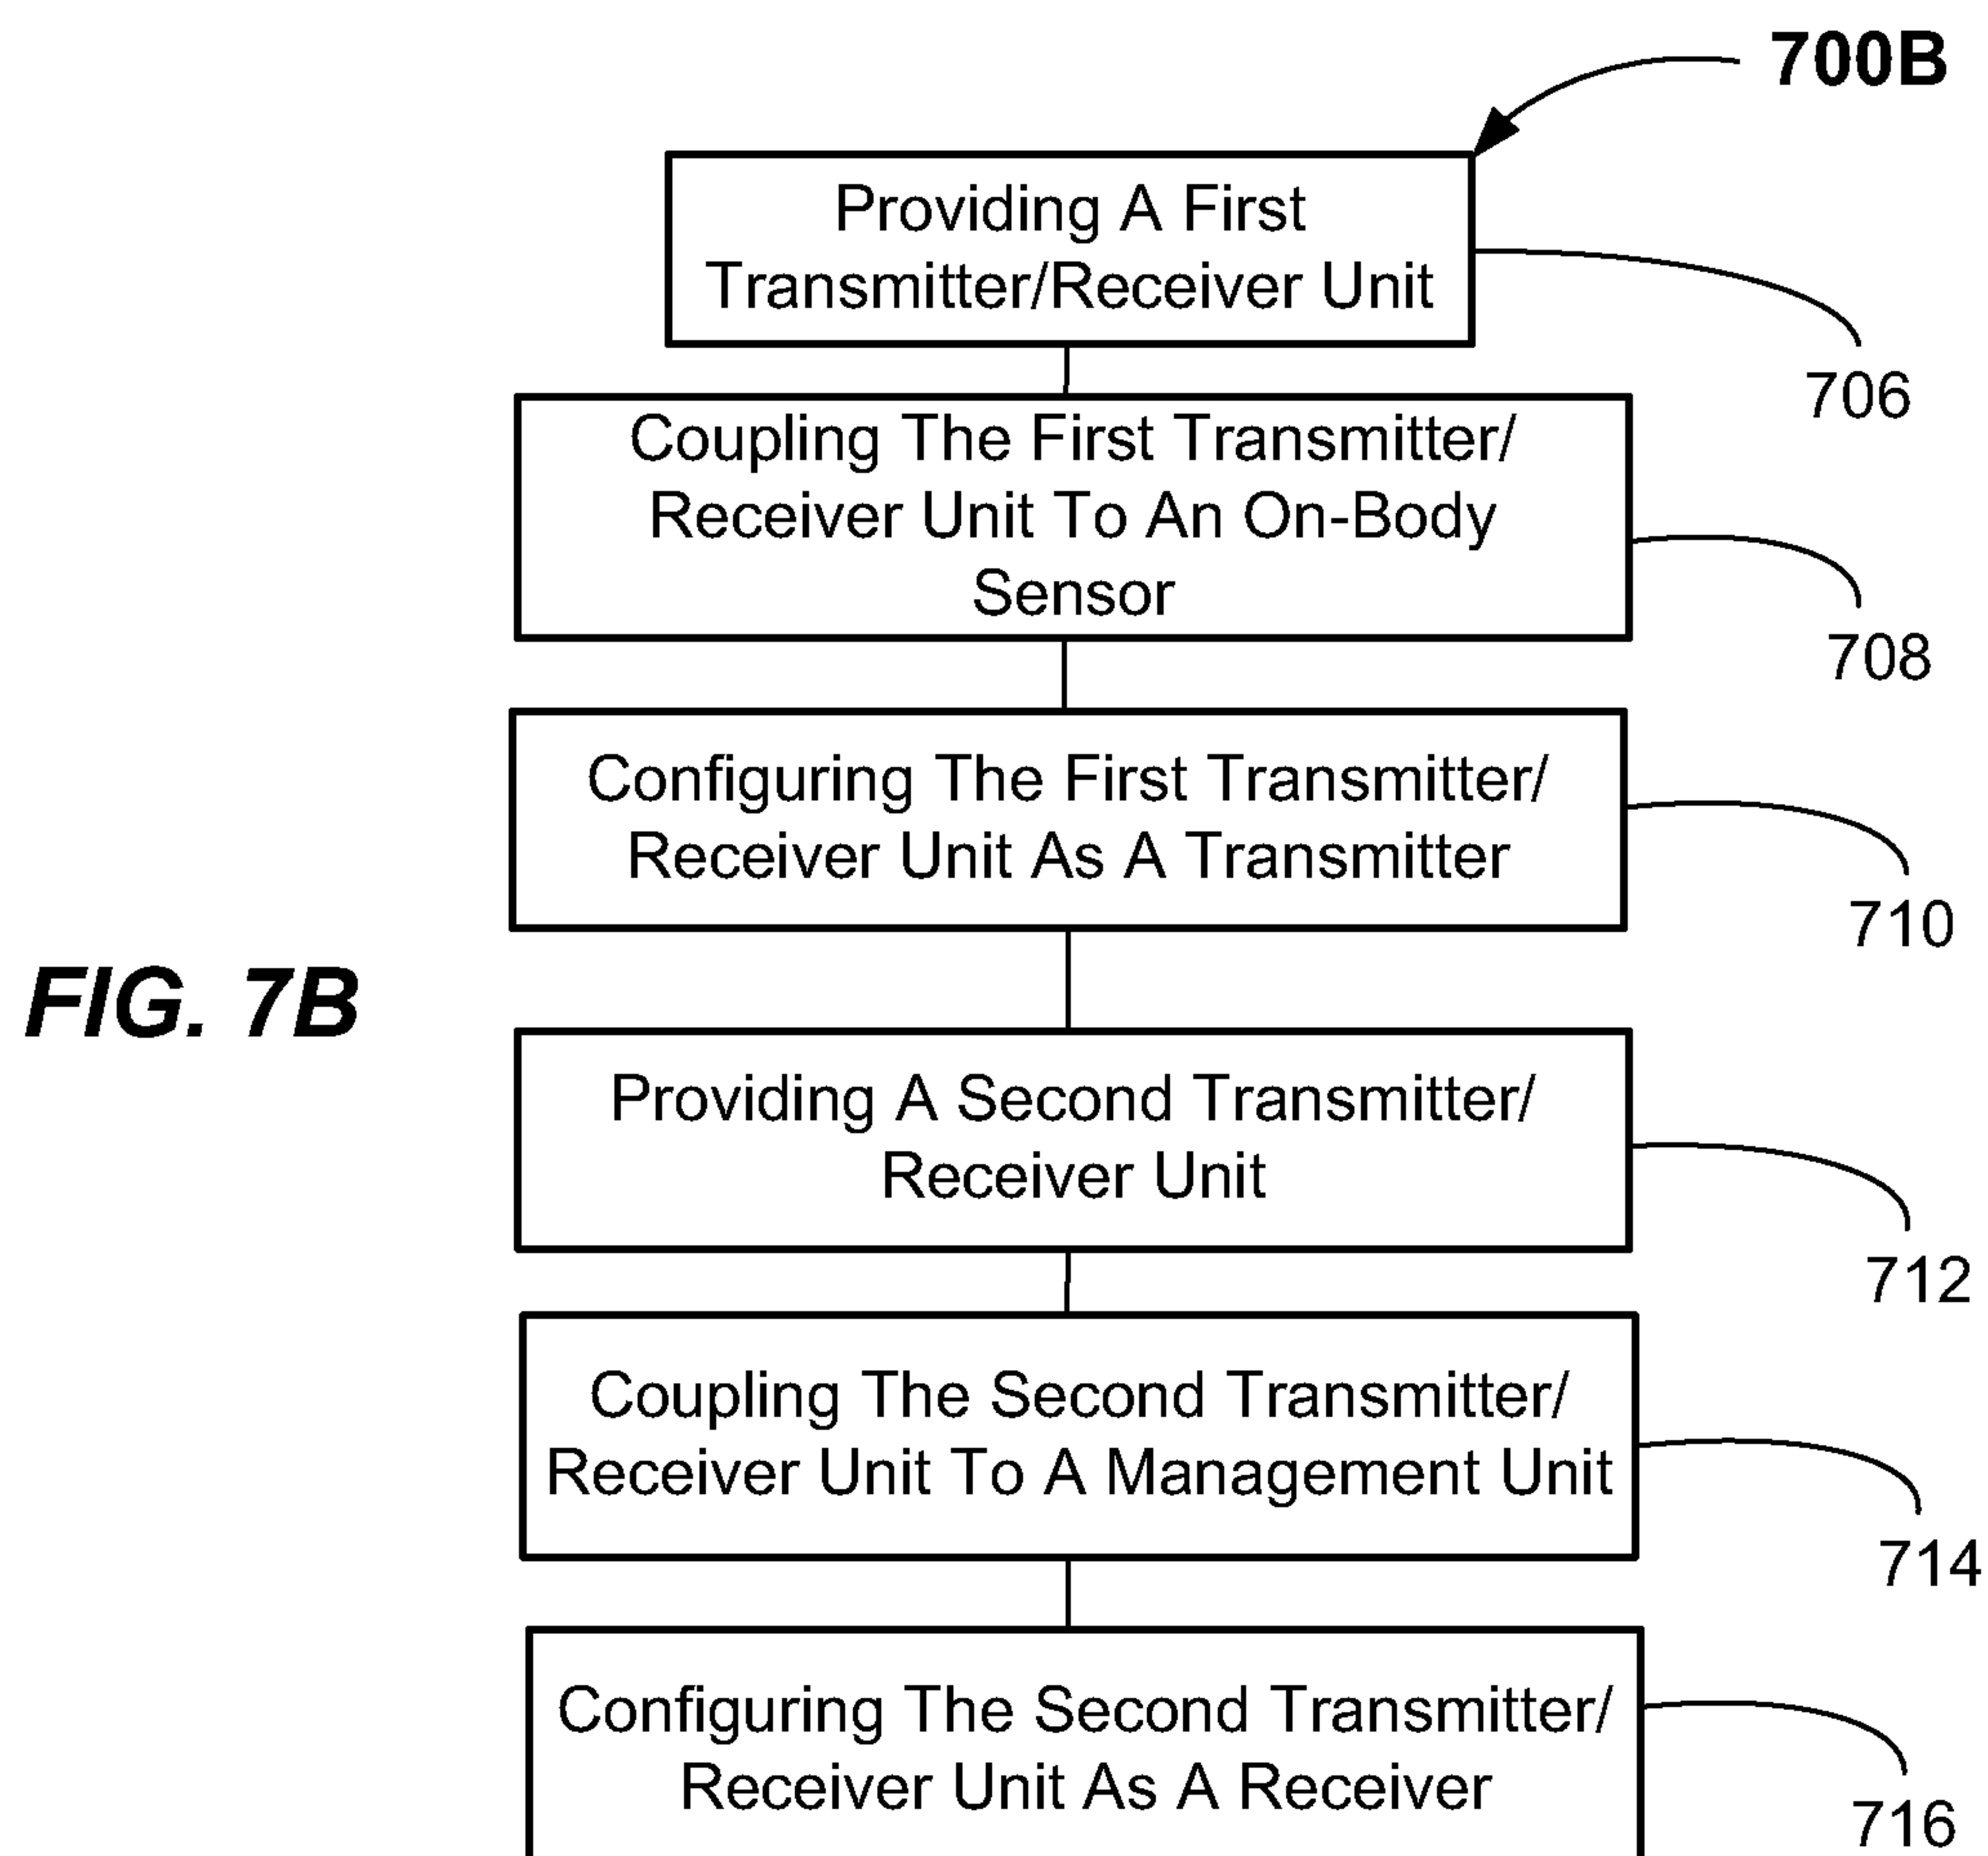 700B
Providing A First
Transmitter/Receiver Unit
706
Coupling The First Transmitter/
Receiver Unit To An On-Body
Sensor
708
Configuring The First Transmitter/
Receiver Unit As A Transmitter
710
FIG. 7B
Providing A Second Transmitter/
Receiver Unit
712
Coupling The Second Transmitter/
Receiver Unit To A Management Unit
714
Configuring The Second Transmitter/
Receiver Unit As A Receiver
716